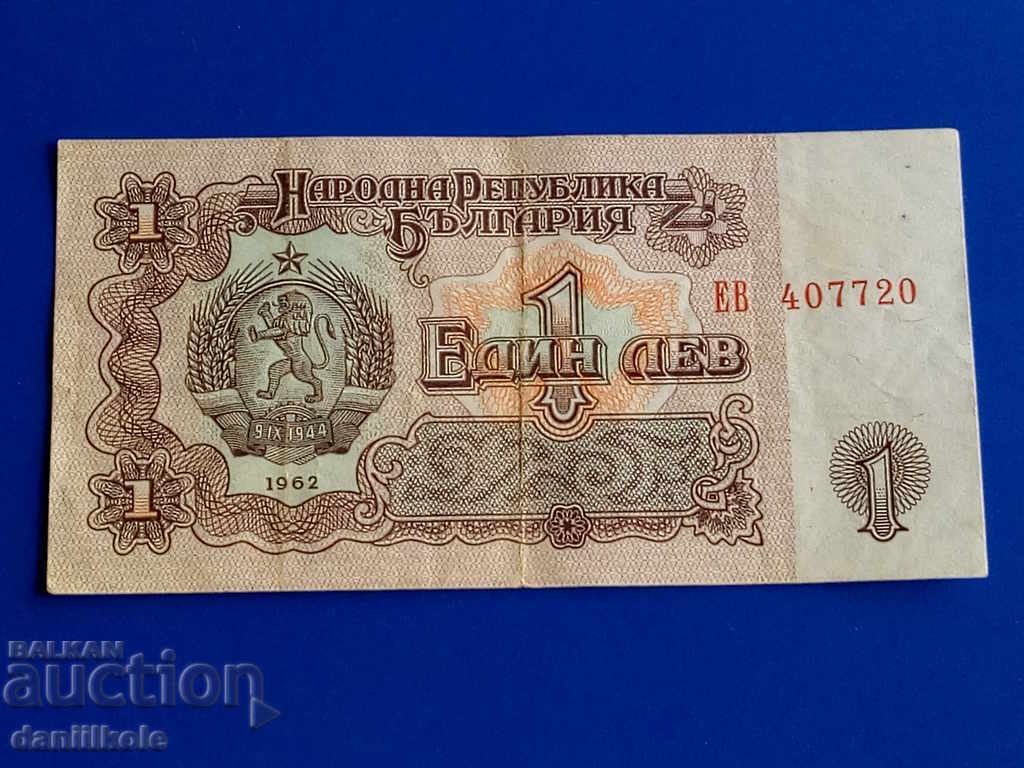 НАРОДНА РЕПУБЛИКА
БЪЛГАРИЯ
1
1
ЕВ 407720
ЕДИН ЛЕВ
9·IX·1944
1962
1
1
BALKAN
auction
daniilkole